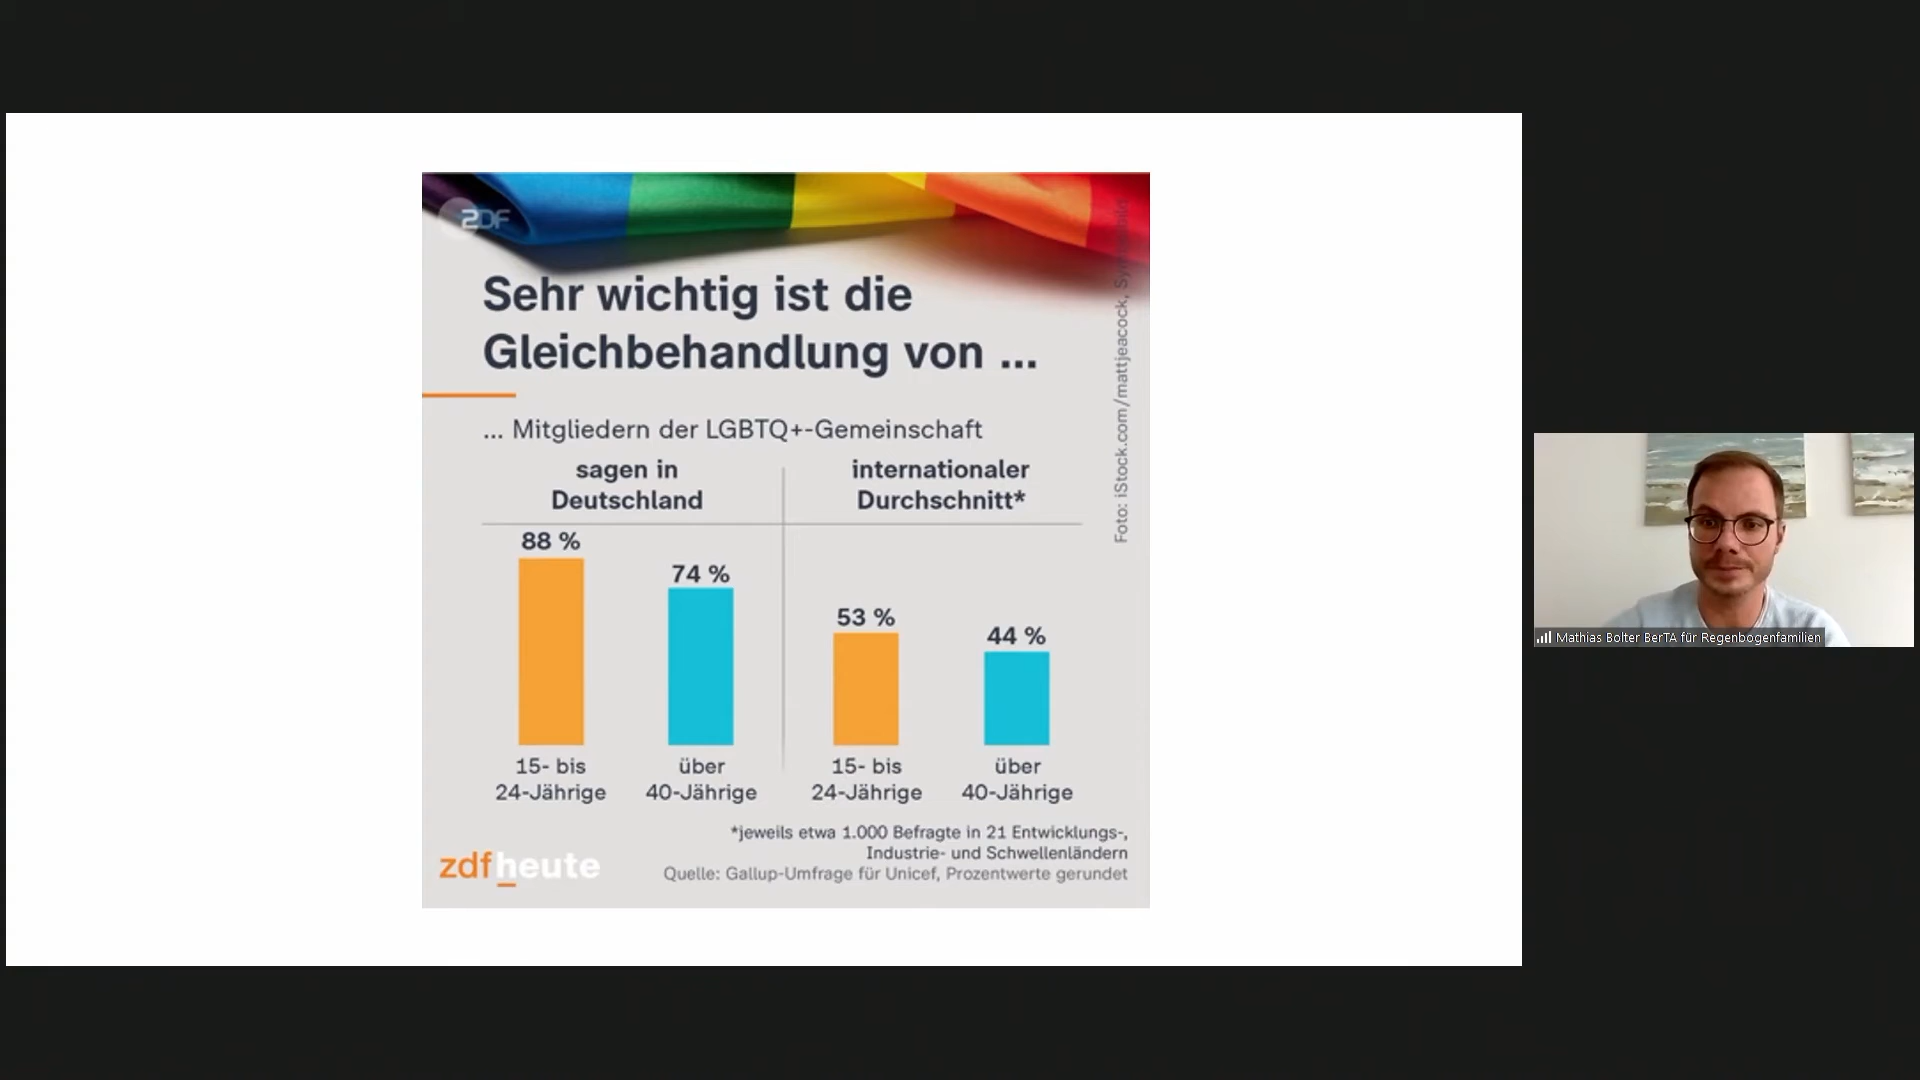 ZDF
Sehr wichtig ist die
Gleichbehandlung von ...
... Mitgliedern der LGBTQ+-Gemeinschaft
sagen in
Deutschland
internationaler
Durchschnitt*
88 %
74 %
53 %
44 %
15- bis
24-Jährige
über
40-Jährige
15- bis
24-Jährige
über
40-Jährige
*jeweils etwa 1.000 Befragte in 21 Entwicklungs-,
Industrie- und Schwellenländern
Quelle: Gallup-Umfrage für Unicef, Prozentwerte gerundet
zdfheute
Foto: iStock.com/mattjeacock,
Mathias Bolter BerTA für Regenbogenfamilien